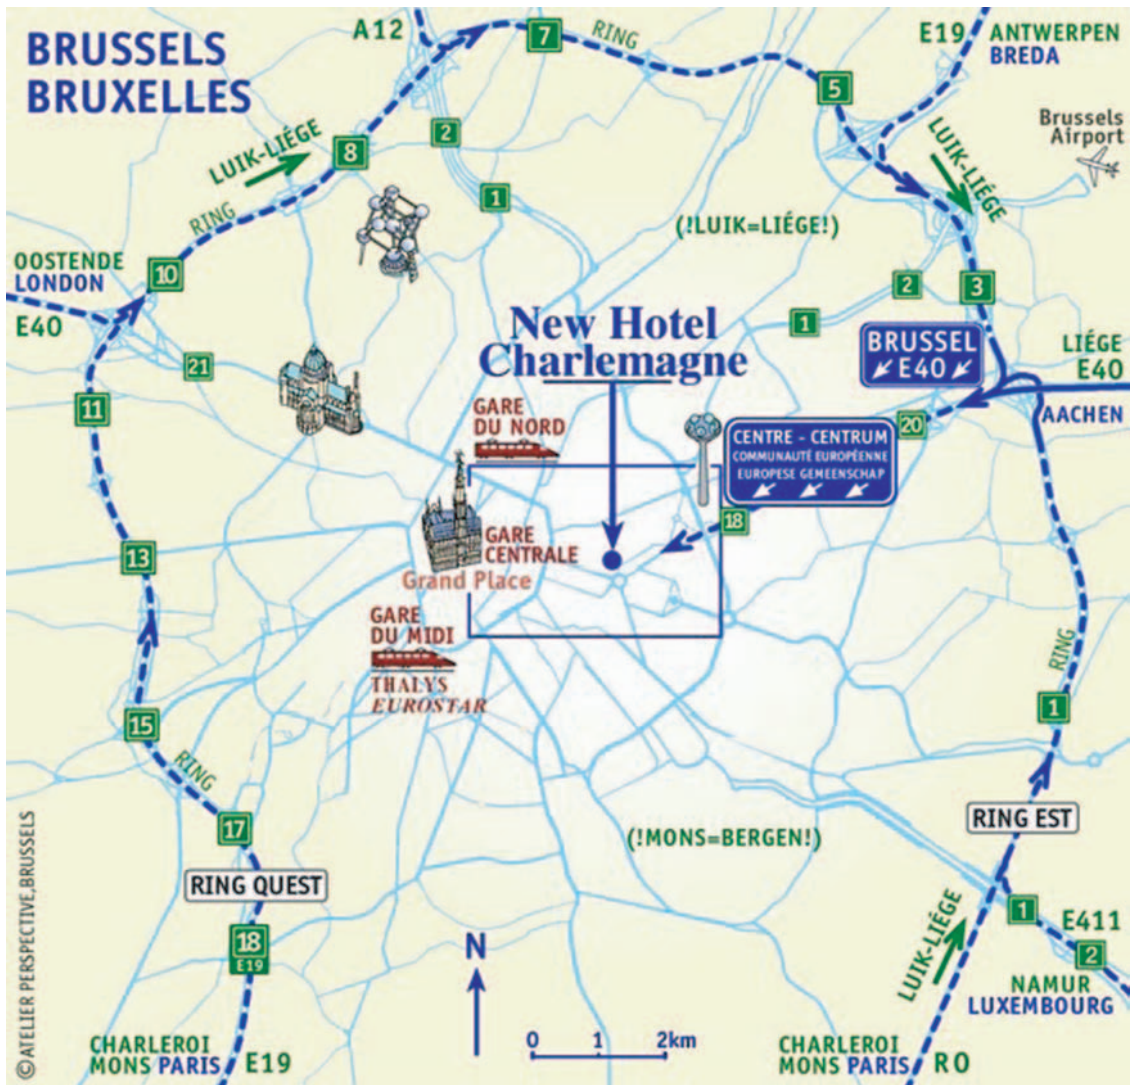 BRUSSELS
BRUXELLES
A12
7
RING
E19
ANTWERPEN
BREDA
5
Brussels
Airport
LUIK-LIÉGE
2
8
LUIK-LIÉGE
1
RING
(!LUIK=LIÉGE!)
OOSTENDE
LONDON
E40
10
2
3
1
New Hotel
Charlemagne
BRUSSEL
E40
LIÉGE
E40
21
11
AACHEN
GARE
DU NORD
20
CENTRE - CENTRUM
COMMUNAUTÉ EUROPÉENNE
EUROPESE GEMEENSCHAP
18
GARE
CENTRALE
Grand Place
13
GARE
DU MIDI
THALYS
EUROSTAR
RING
1
15
RING
17
RING EST
(!MONS=BERGEN!)
RING QUEST
18
E19
1
E411
2
LUIK-LIÉGE
NAMUR
LUXEMBOURG
N
0 1 2km
CHARLEROI
MONS PARIS E19
CHARLEROI
MONS PARIS RO
©ATELIER PERSPECTIVE,BRUSSELS